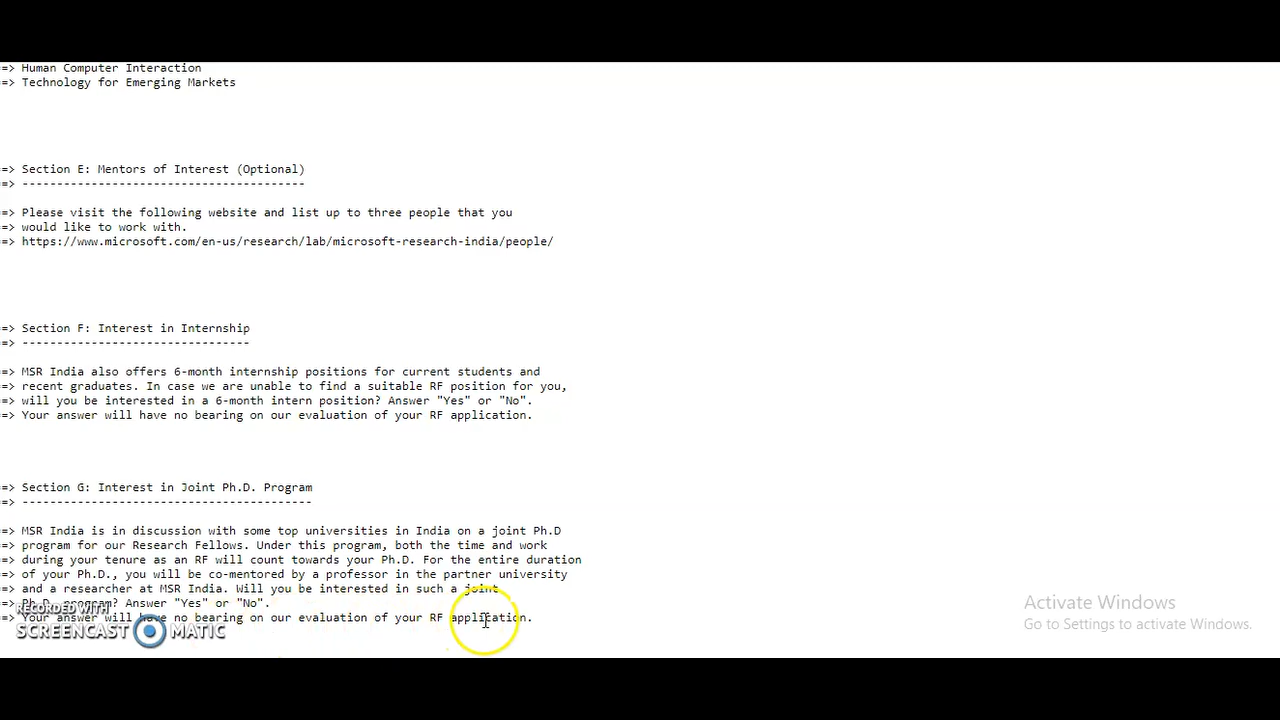 => Human Computer Interaction
=> Technology for Emerging Markets
=> Section E: Mentors of Interest (Optional)
=> -----------------------------------------
=> Please visit the following website and list up to three people that you
=> would like to work with.
=> https://www.microsoft.com/en-us/research/lab/microsoft-research-india/people/
=> Section F: Interest in Internship
=> ---------------------------------
=> MSR India also offers 6-month internship positions for current students and
=> recent graduates. In case we are unable to find a suitable RF position for you,
=> will you be interested in a 6-month intern position? Answer "Yes" or "No".
=> Your answer will have no bearing on our evaluation of your RF application.
=> Section G: Interest in Joint Ph.D. Program
=> ------------------------------------------
=> MSR India is in discussion with some top universities in India on a joint Ph.D
=> program for our Research Fellows. Under this program, both the time and work
=> during your tenure as an RF will count towards your Ph.D. For the entire duration
=> of your Ph.D., you will be co-mentored by a professor in the partner university
=> and a researcher at MSR India. Will you be interested in such a joint
=> Ph.D. program? Answer "Yes" or "No".
=> Your answer will have no bearing on our evaluation of your RF application.
RECORDED WITH
SCREENCAST MATIC
Activate Windows
Go to Settings to activate Windows.